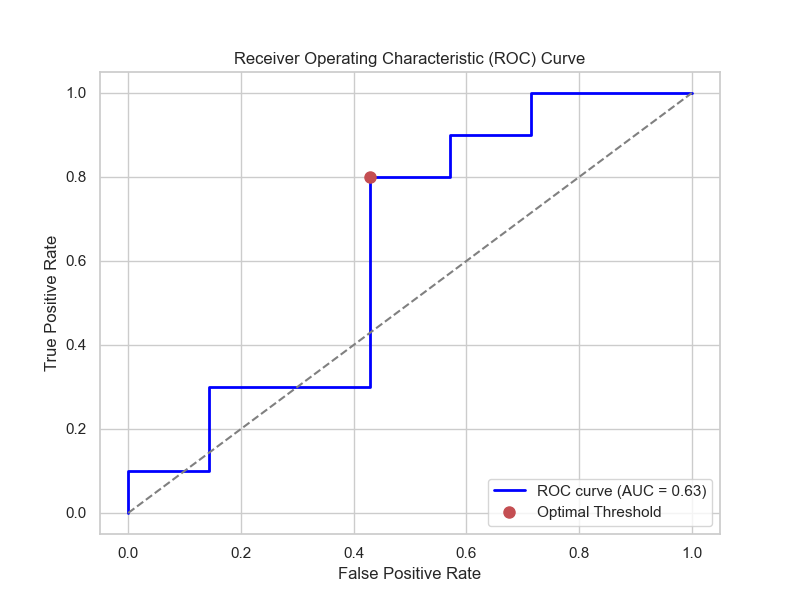 Receiver Operating Characteristic (ROC) Curve
True Positive Rate
1.0
0.8
0.6
0.4
0.2
0.0
ROC curve (AUC = 0.63)
Optimal Threshold
0.0 0.2 0.4 0.6 0.8 1.0
False Positive Rate